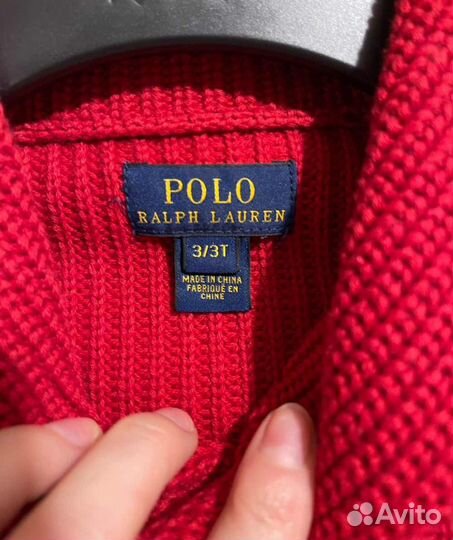 POLO
RALPH LAUREN
3/3T
MADE IN CHINA
FABRIQUÉ EN
CHINE
Avito